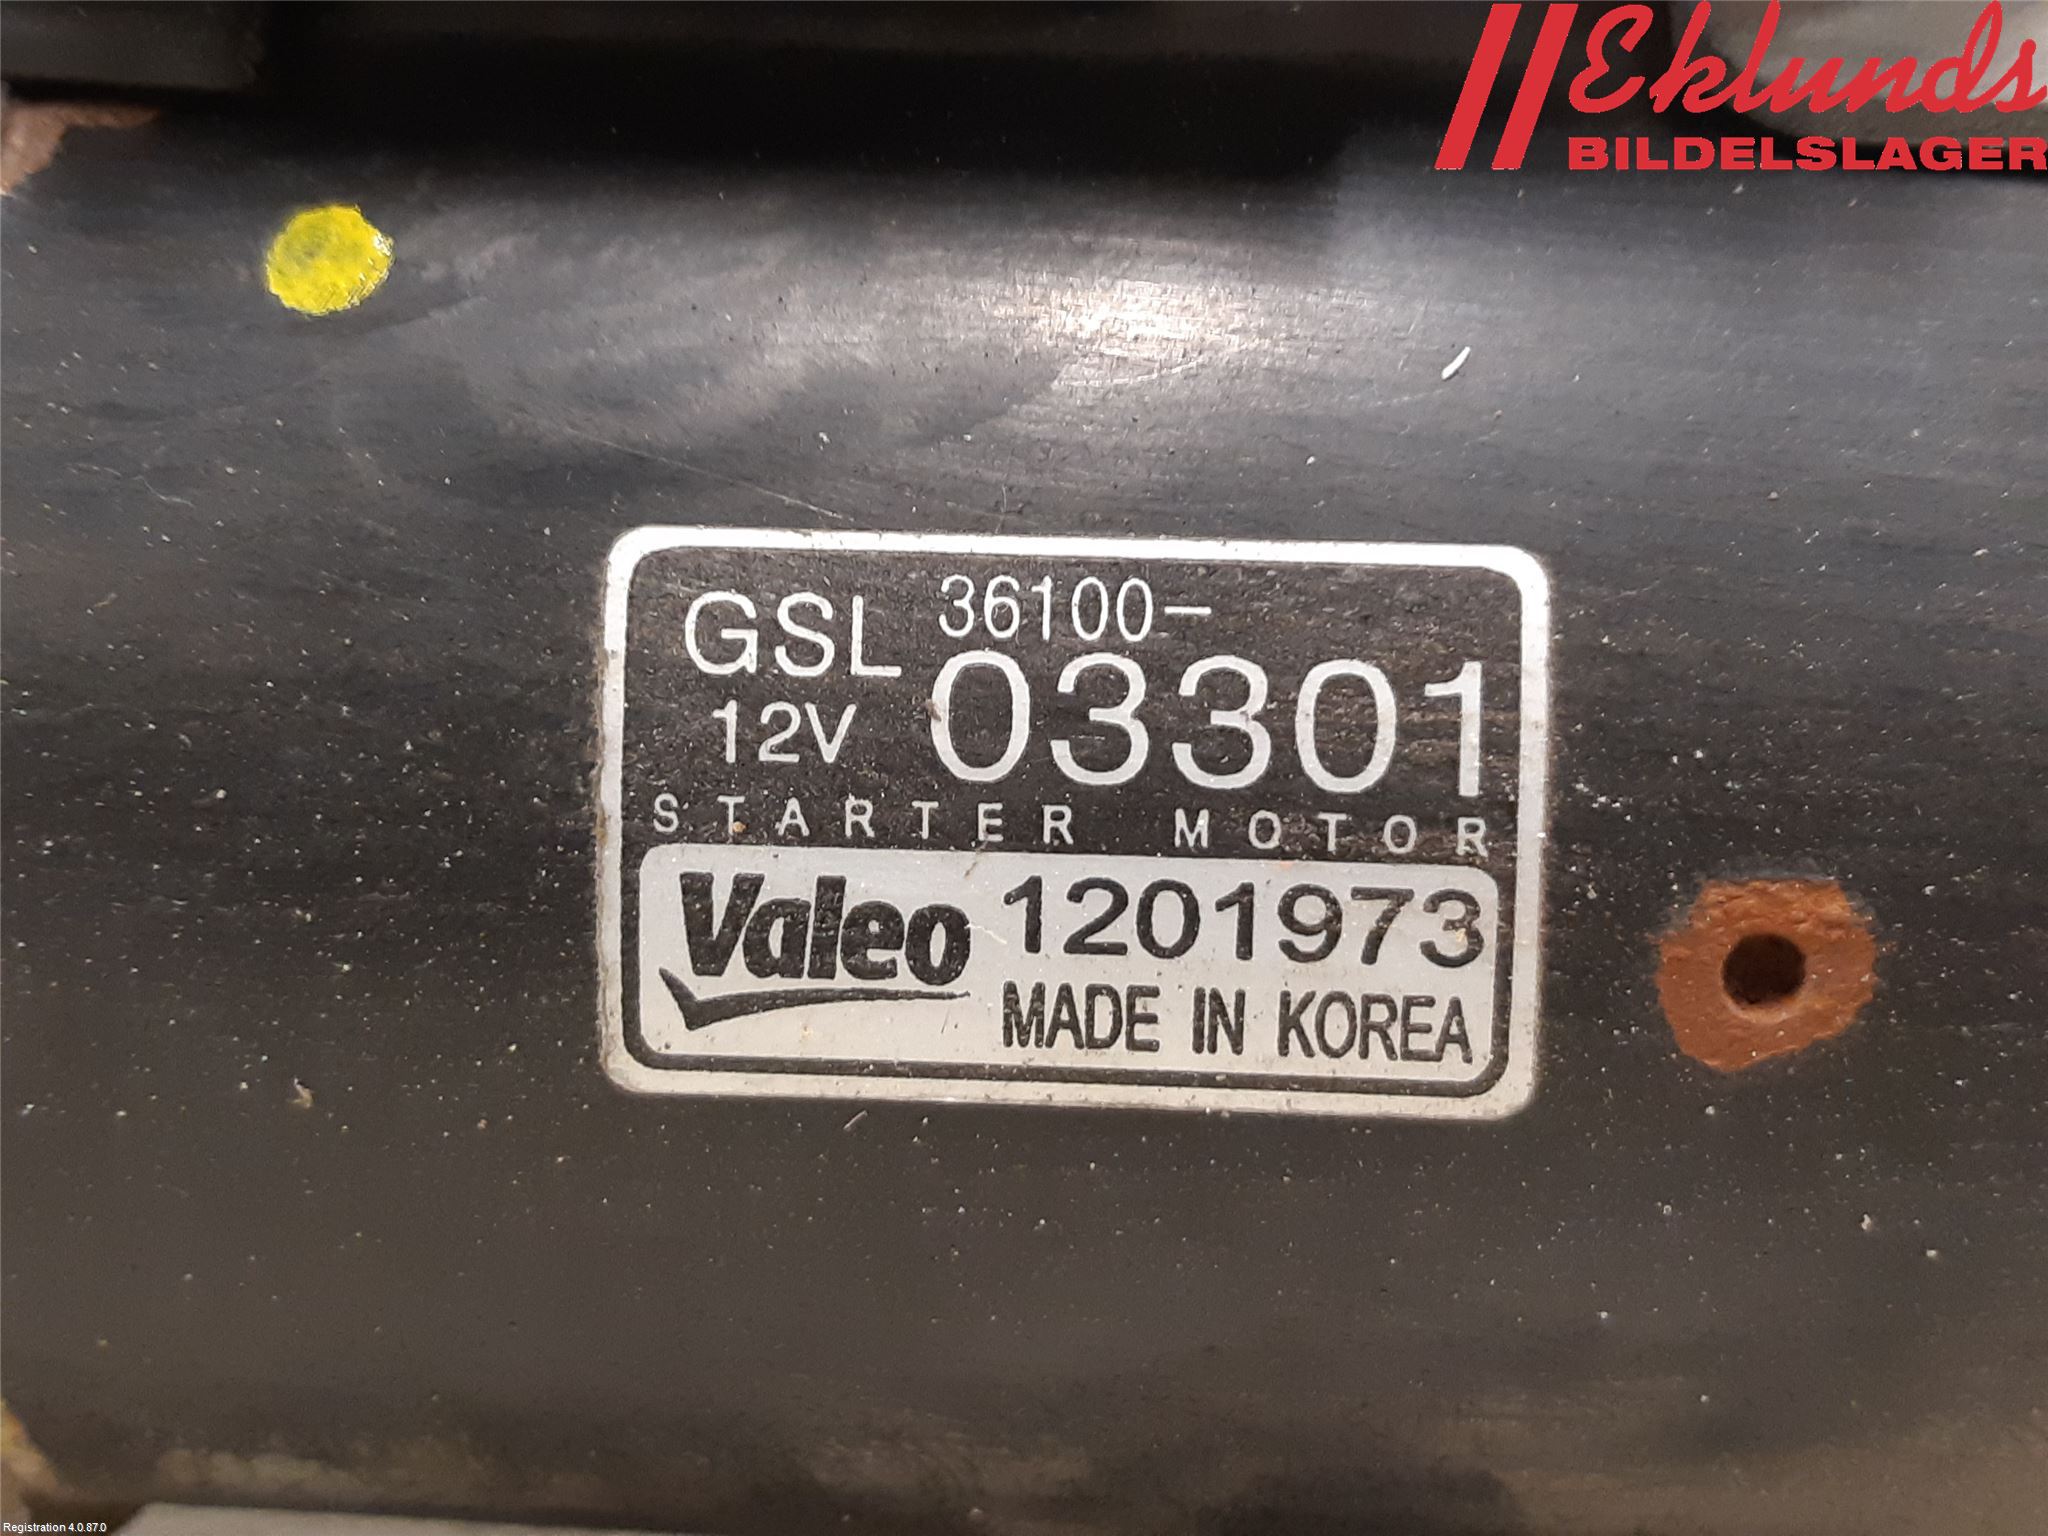 Eklunds
BILDELSLAGER
GSL 36100-
12V 03301
STARTER MOTOR
Valeo 1201973
MADE IN KOREA
Registration 4.0.87.0